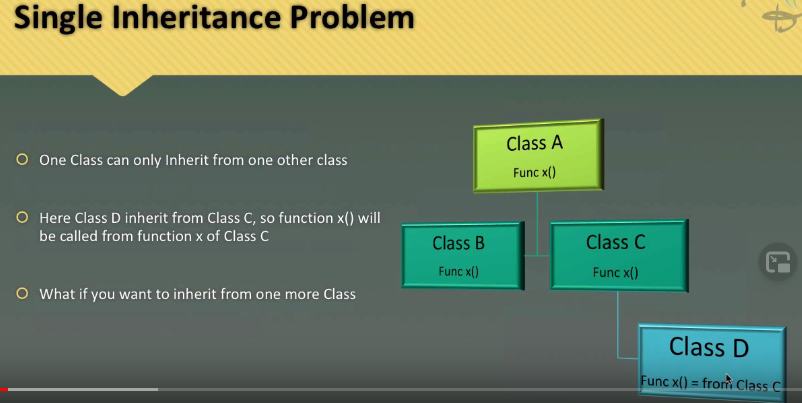 Single Inheritance Problem
One Class can only Inherit from one other class
Here Class D inherit from Class C, so function x() will
be called from function x of Class C
What if you want to inherit from one more Class
Class A
Func x()
Class B
Func x()
Class C
Func x()
Class D
Func x() = from Class C